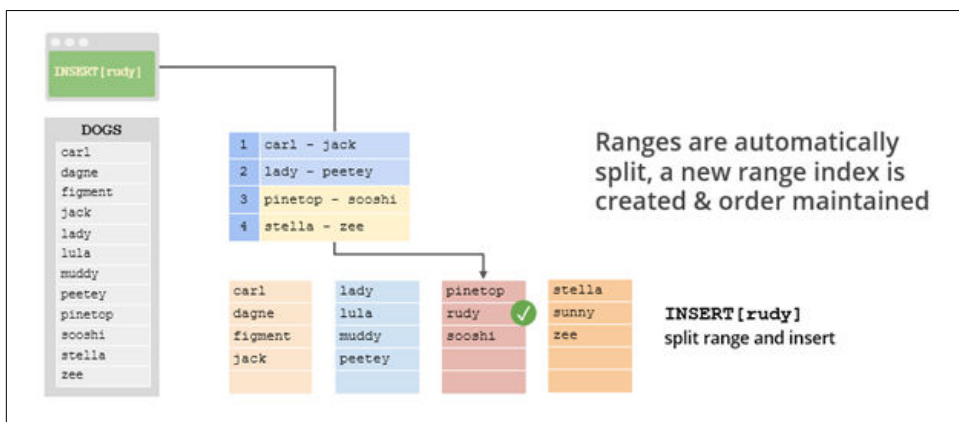 INSERT[rudy]
DOGS
carl
dagne
figment
jack
lady
lula
muddy
peetey
pinetop
sooshi
stella
zee
1 carl - jack
2 lady - peetey
3 pinetop - sooshi
4 stella - zee
Ranges are automatically
split, a new range index is
created & order maintained
carl
dagne
figment
jack
lady
lula
muddy
peetey
pinetop
rudy
sooshi
stella
sunny
zee
INSERT[rudy]
split range and insert